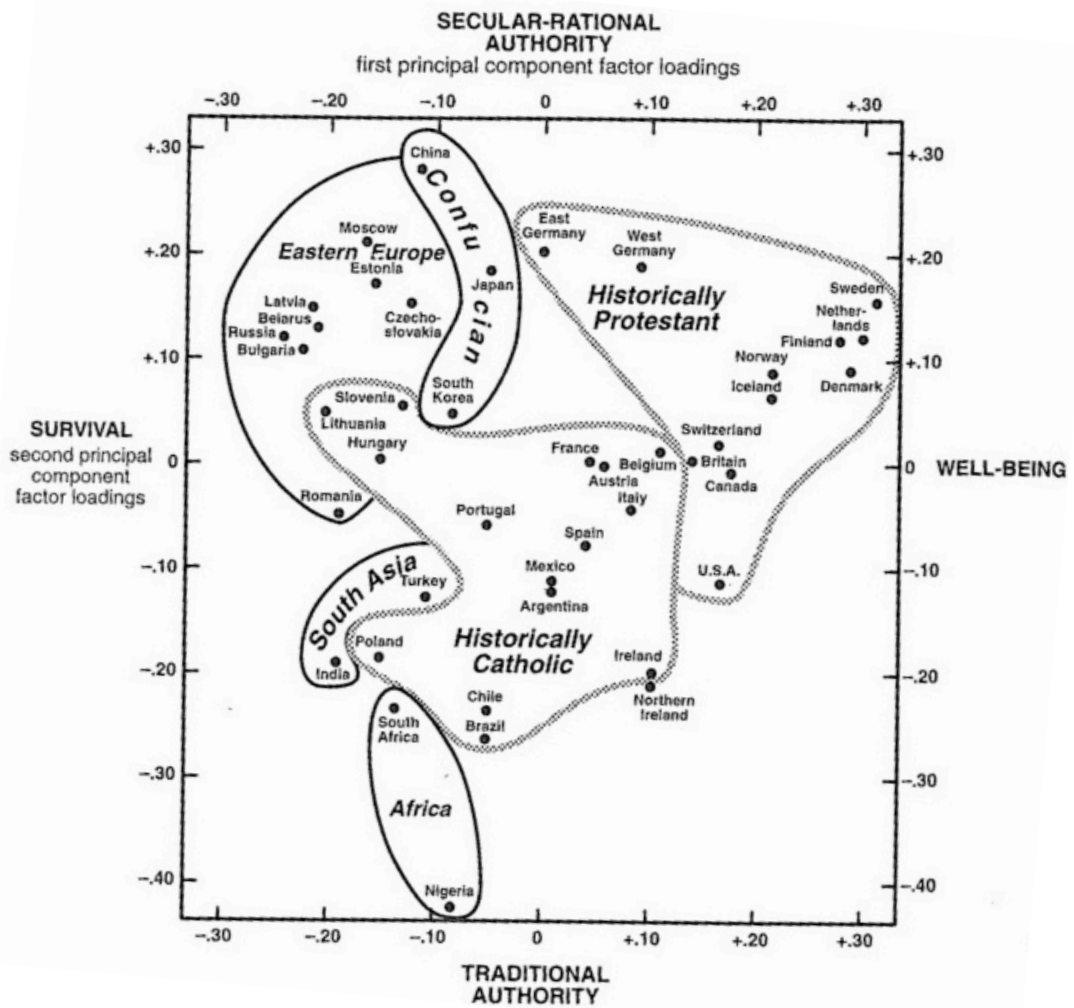 SECULAR-RATIONAL
AUTHORITY
first principal component factor loadings
-.30 -.20 -.10 0 +.10 +.20 +.30
+.30
+.20
+.10
0
-.10
-.20
-.30
-.40
SURVIVAL
second principal
component
factor loadings
China
Confu
cian
Moscow
Eastern Europe
Estonia
Japan
Latvia
Belarus
Russia
Bulgaria
Czecho-
slovakia
South
Korea
East
Germany
West
Germany
Historically
Protestant
Sweden
Nether-
lands
Finland
Norway
Iceland
Denmark
Switzerland
Britain
Canada
U.S.A.
Slovenia
Lithuania
Hungary
Romania
France
Belgium
Austria
Italy
Portugal
Spain
Mexico
Argentina
Historically
Catholic
South Asia
Turkey
India
Poland
Ireland
Northern
Ireland
Chile
Brazil
South
Africa
Africa
Nigeria
+.30
+.20
+.10
0
-.10
-.20
-.30
-.40
WELL-BEING
-.30 -.20 -.10 0 +.10 +.20 +.30
TRADITIONAL
AUTHORITY